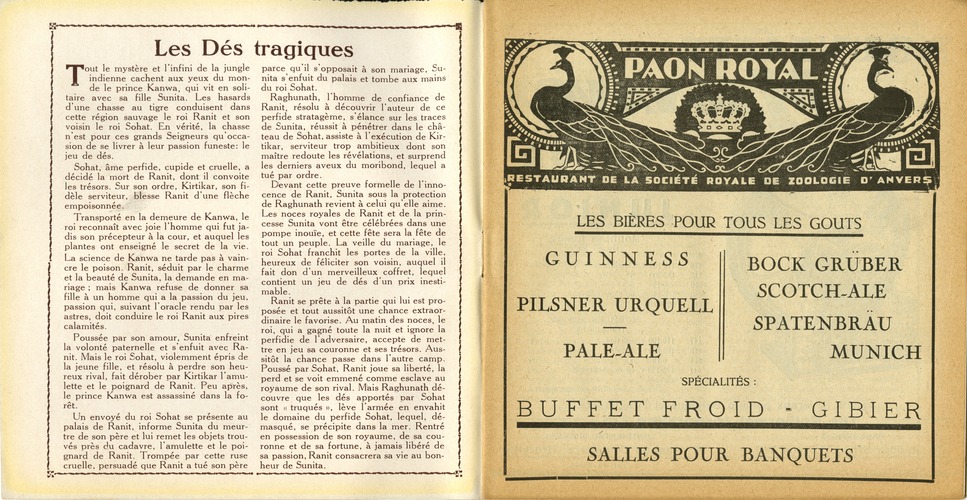 Les Dés tragiques
Tout le mystère et l'infini de la jungle
indienne cachent aux yeux du mon-
de le prince Kanwa, qui vit en soli-
taire avec sa fille Sunita. Les hasards
d'une chasse au tigre conduisent dans
cette région sauvage le roi Ranit et son
voisin le roi Sohat. En vérité, la chasse
n'est pour ces grands Seigneurs qu'occa-
sion de se livrer à leur passion funeste: le
jeu de dés.
Sohat, âme perfide, cupide et cruelle, a
décidé la mort de Ranit, dont il convoite
les trésors. Sur son ordre, Kirtikar, son fi-
dèle serviteur, blesse Ranit d'une flèche
empoisonnée.
Transporté en la demeure de Kanwa, le
roi reconnaît avec joie l'homme qui fut ja-
dis son précepteur à la cour, et auquel les
plantes ont enseigné le secret de la vie.
La science de Kanwa ne tarde pas à vain-
cre le poison. Ranit, séduit par le charme
et la beauté de Sunita, la demande en ma-
riage ; mais Kanwa refuse de donner sa
fille à un homme qui a la passion du jeu,
passion qui, suivant l'oracle rendu par les
astres, doit conduire le roi Ranit aux pires
calamités.
Poussée par son amour, Sunita enfreint
la volonté paternelle et s'enfuit avec Ra-
nit. Mais le roi Sohat, violemment épris de
la jeune fille, et résolu à perdre son heu-
reux rival, fait dérober par Kirtikar l'amu-
lette et le poignard de Ranit. Peu après,
le prince Kanwa est assassiné dans la fo-
rêt.
Un envoyé du roi Sohat se présente au
palais de Ranit, informe Sunita du meur-
tre de son père et lui remet les objets trou-
vés près du cadavre, l'amulette et le poi-
gnard de Ranit. Trompée par cette ruse
cruelle, persuadé que Ranit a tué son père
parce qu'il s'opposait à son mariage, Su-
nita s'enfuit du palais et tombe aux mains
du roi Sohat.
Raghunath, l'homme de confiance de
Ranit, résolu à découvrir l'auteur de ce
perfide stratagème, s'élance sur les traces
de Sunita, réussit à pénétrer dans le châ-
teau de Sohat, assiste à l'exécution de Kir-
tikar, serviteur trop ambitieux dont son
maître redoute les révélations, et surprend
les derniers aveux du moribond, lequel a
tué par ordre.
Devant cette preuve formelle de l'inno-
cence de Ranit, Sunita sous la protection
de Raghunath revient à celui qu'elle aime.
Les noces royales de Ranit et de la prin-
cesse Sunita vont être célébrées dans une
pompe inouïe, et cette fête sera la fête de
tout un peuple. La veille du mariage, le
roi Sohat franchit les portes de la ville,
heureux de féliciter son voisin, auquel il
fait don d'un merveilleux coffret, lequel
contient un jeu de dés d'un prix inesti-
mable.
Ranit se prête à la partie qui lui est pro-
posée et tout aussitôt une chance extraor-
dinaire le favorise. Au matin des noces, le
roi, qui a gagné toute la nuit et ignore la
perfidie de l'adversaire, accepte de met-
tre en jeu sa couronne et ses trésors. Aus-
sitôt la chance passe dans l'autre camp.
Poussé par Sohat, Ranit joue sa liberté, la
perd et se voit emmené comme esclave au
royaume de son rival. Mais Raghunath dé-
couvre que les dés apportés par Sohat
sont « truqués », lève l'armée en envahit
le domaine du perfide Sohat, lequel, dé-
masqué, se précipite dans la mer. Rentré
en possession de son royaume, de sa cou-
ronne et de sa fortune, à jamais libéré de
sa passion, Ranit consacrera sa vie au bon-
heur de Sunita.
PAON ROYAL
RESTAURANT DE LA SOCIÉTÉ ROYALE DE ZOOLOGIE D'ANVERS
LES BIÈRES POUR TOUS LES GOUTS
GUINNESS
PILSNER URQUELL
PALE-ALE
BOCK GRÜBER
SCOTCH-ALE
SPATENBRÄU
MUNICH
SPÉCIALITÉS :
BUFFET FROID - GIBIER
SALLES POUR BANQUETS